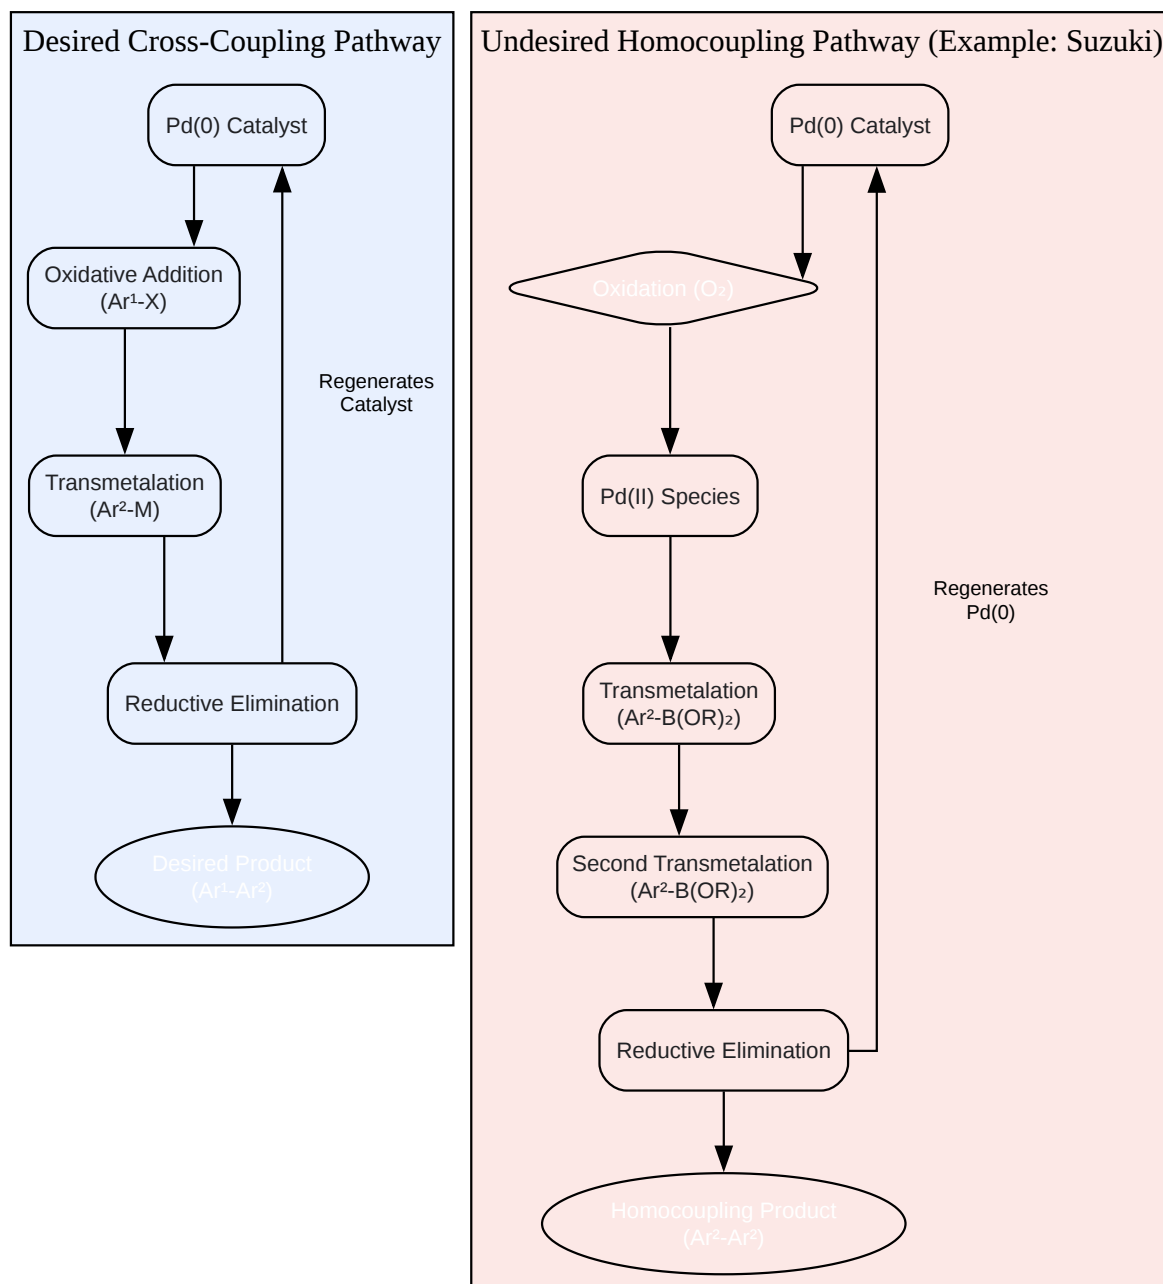 Desired Cross-Coupling Pathway
Pd(0) Catalyst
Oxidative Addition
(Ar¹-X)
Regenerates
Catalyst
Transmetalation
(Ar²-M)
Reductive Elimination
Desired Product
(Ar¹-Ar²)
Undesired Homocoupling Pathway (Example: Suzuki)
Pd(0) Catalyst
Oxidation (O₂)
Pd(II) Species
Regenerates
Pd(0)
Transmetalation
(Ar²-B(OR)₂)
Second Transmetalation
(Ar²-B(OR)₂)
Reductive Elimination
Homocoupling Product
(Ar²-Ar²)